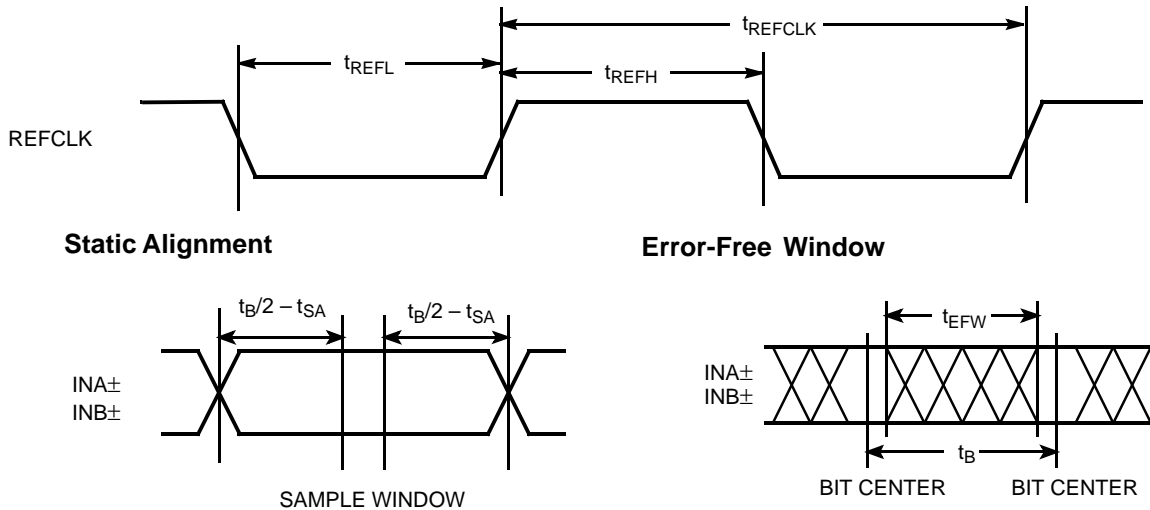 tREFCLK
tREFL
tREFH
REFCLK
Static Alignment
Error-Free Window
tB/2 – tSA
tB/2 – tSA
tEFW
INA±
INB±
INA±
INB±
tB
SAMPLE WINDOW
BIT CENTER
BIT CENTER